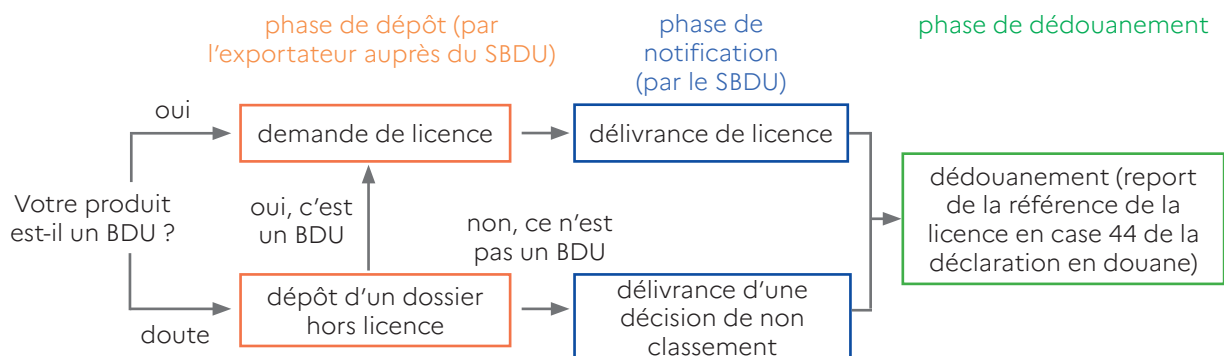 phase de dépôt (par
l'exportateur auprès du SBDU)
phase de
notification
(par le SBDU)
phase de dédouanement
oui
demande de licence
délivrance de licence
Votre produit
est-il un BDU ?
oui, c'est
un BDU
non, ce n'est
pas un BDU
dédouanement (report
de la référence de la
licence en case 44 de la
déclaration en douane)
doute
dépôt d'un dossier
hors licence
délivrance d'une
décision de non
classement